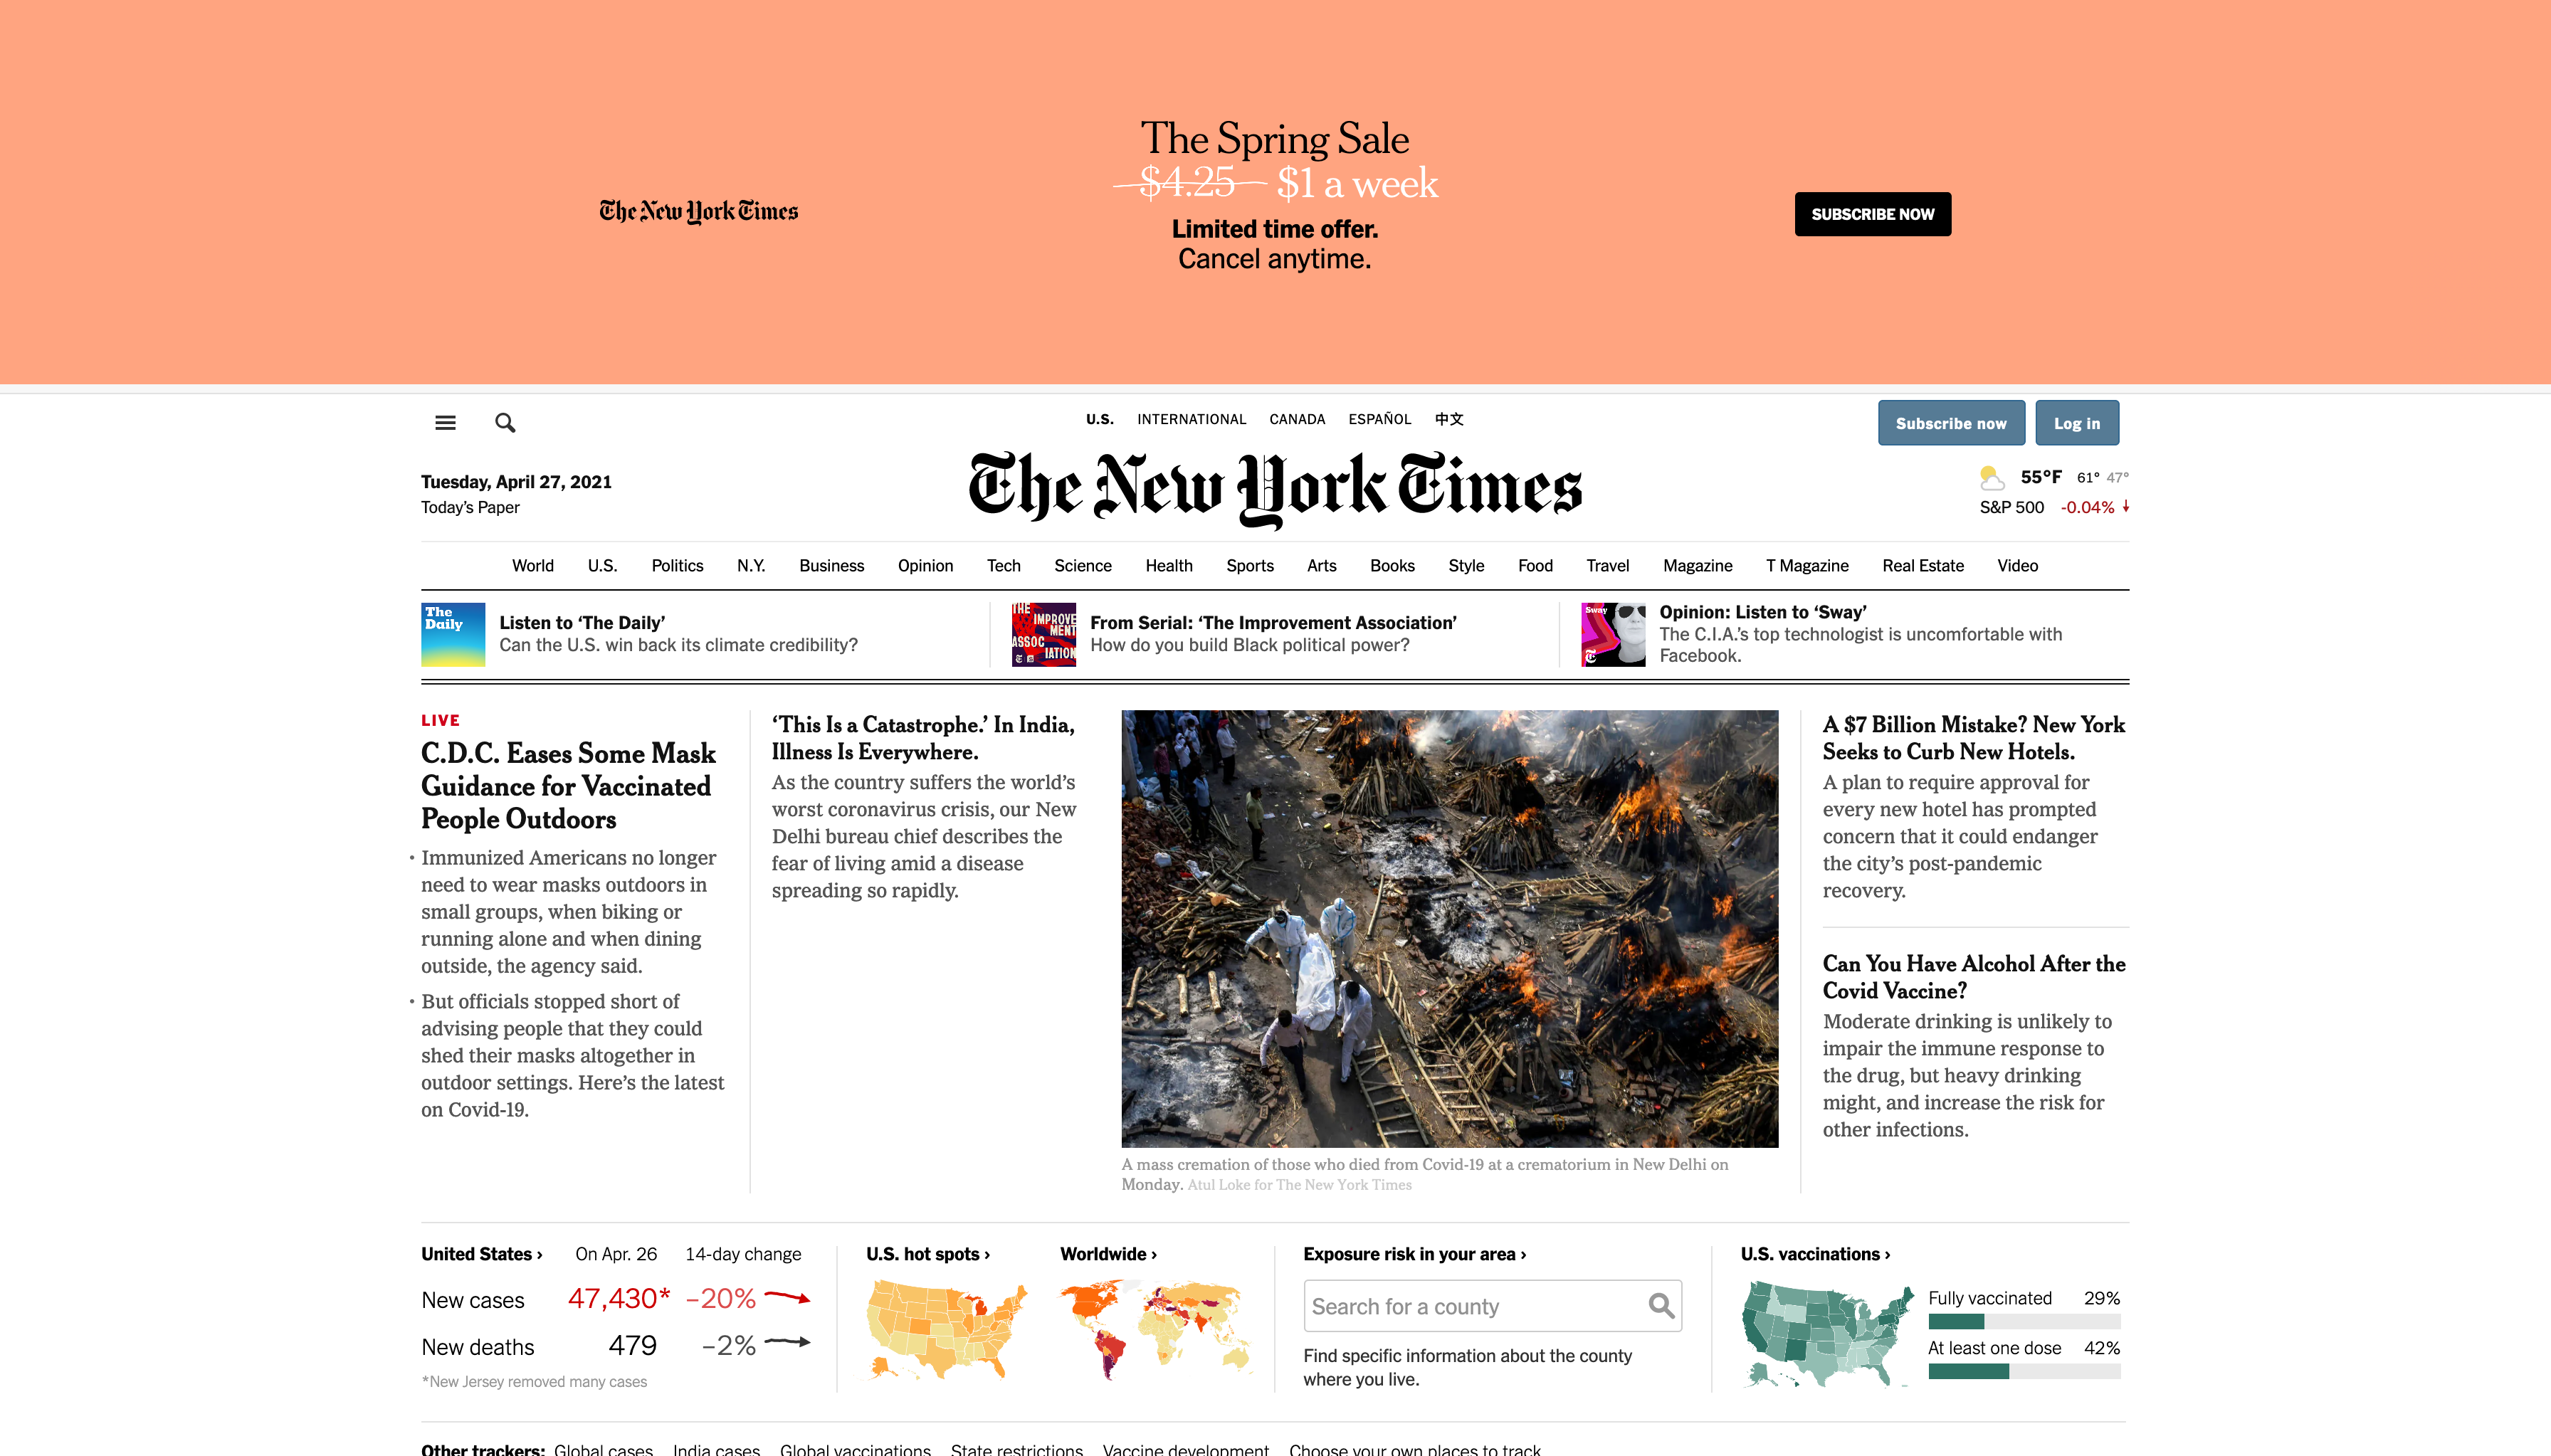 The New York Times
The Spring Sale
$4.25 $1 a week
Limited time offer.
Cancel anytime.
SUBSCRIBE NOW
U.S. INTERNATIONAL CANADA ESPAÑOL 中文
Subscribe now Log in
Tuesday, April 27, 2021
Today's Paper
The New York Times
55°F 61° 47°
S&P 500 -0.04%
World U.S. Politics N.Y. Business Opinion Tech Science Health Sports Arts Books Style Food Travel Magazine T Magazine Real Estate Video
The
Daily
Listen to ‘The Daily’
Can the U.S. win back its climate credibility?
THE
IMPROVE
MENT
ASSOC
IATION
From Serial: ‘The Improvement Association’
How do you build Black political power?
Sway
Opinion: Listen to ‘Sway’
The C.I.A.’s top technologist is uncomfortable with
Facebook.
LIVE
C.D.C. Eases Some Mask
Guidance for Vaccinated
People Outdoors
• Immunized Americans no longer
need to wear masks outdoors in
small groups, when biking or
running alone and when dining
outside, the agency said.
• But officials stopped short of
advising people that they could
shed their masks altogether in
outdoor settings. Here’s the latest
on Covid-19.
‘This Is a Catastrophe.’ In India,
Illness Is Everywhere.
As the country suffers the world’s
worst coronavirus crisis, our New
Delhi bureau chief describes the
fear of living amid a disease
spreading so rapidly.
A mass cremation of those who died from Covid-19 at a crematorium in New Delhi on
Monday. Atul Loke for The New York Times
A $7 Billion Mistake? New York
Seeks to Curb New Hotels.
A plan to require approval for
every new hotel has prompted
concern that it could endanger
the city’s post-pandemic
recovery.
Can You Have Alcohol After the
Covid Vaccine?
Moderate drinking is unlikely to
impair the immune response to
the drug, but heavy drinking
might, and increase the risk for
other infections.
United States › On Apr. 26 14-day change
New cases 47,430* –20%
New deaths 479 –2%
*New Jersey removed many cases
U.S. hot spots › Worldwide ›
Exposure risk in your area ›
Search for a county
Find specific information about the county
where you live.
U.S. vaccinations ›
Fully vaccinated 29%
At least one dose 42%
Other trackers: Global cases India cases Global vaccinations State restrictions Vaccine development Choose your own places to track